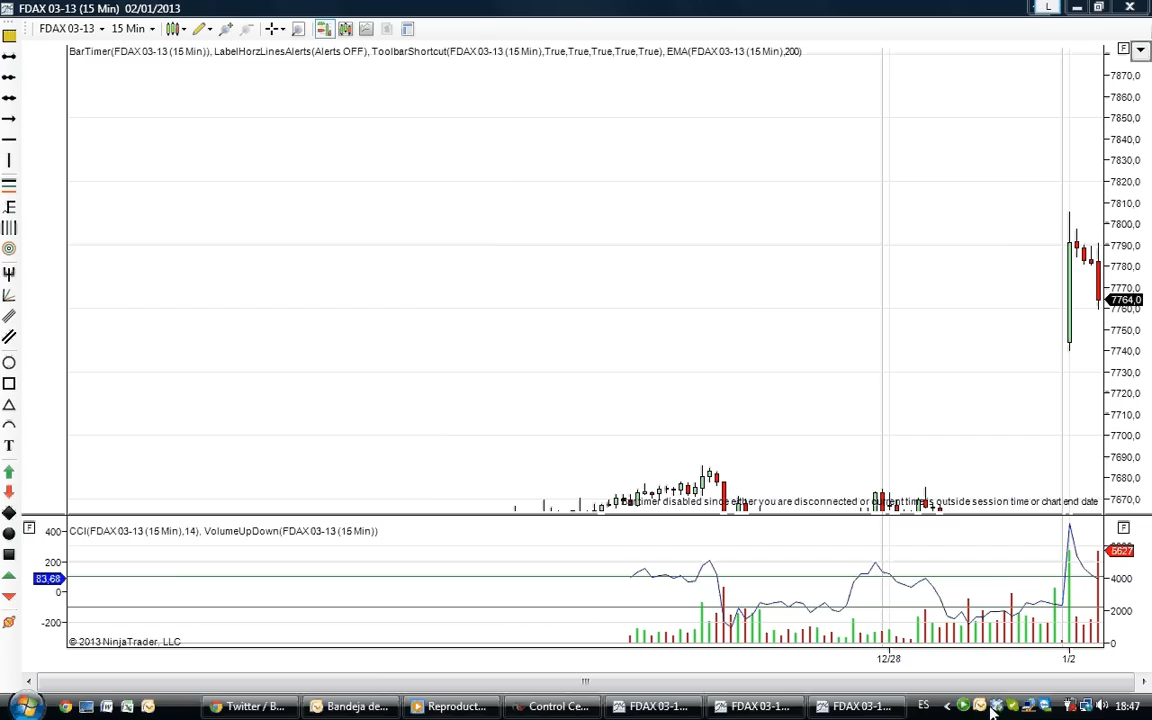 FDAX 03-13 (15 Min) 02/01/2013
L
FDAX 03-13 15 Min
BarTimer(FDAX 03-13 (15 Min)), LabelHorzLinesAlerts(Alerts OFF), ToolbarShortcut(FDAX 03-13 (15 Min),True,True,True,True,True), EMA(FDAX 03-13 (15 Min),200)
F
7870,0
7860,0
7850,0
7840,0
7830,0
7820,0
7810,0
7800,0
7790,0
7780,0
7770,0
7764,0
7750,0
7740,0
7730,0
7720,0
7710,0
7700,0
7690,0
7680,0
7670,0
timer disabled since either you are disconnected or current time is outside session time or chart end date
F
CCI(FDAX 03-13 (15 Min),14), VolumeUpDown(FDAX 03-13 (15 Min))
F
400
200
83,68
0
-200
5627
4000
2000
0
© 2013 NinjaTrader, LLC
12/28
1/2
T
Twitter / B...
Bandeja de...
Reproduct...
Control Ce...
FDAX 03-1...
FDAX 03-1...
FDAX 03-1...
ES
18:47